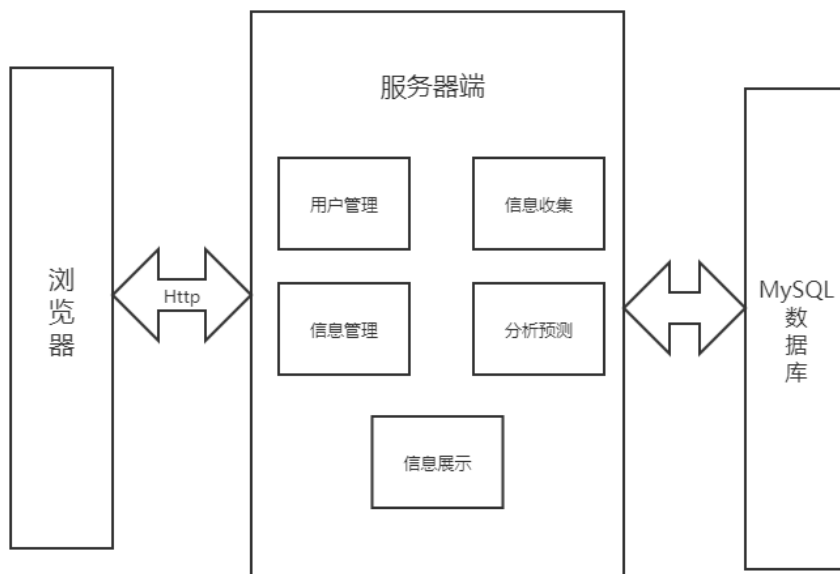 服务器端
用户管理
信息收集
浏
览
器
Http
信息管理
分析预测
MySQL
数
据
库
信息展示